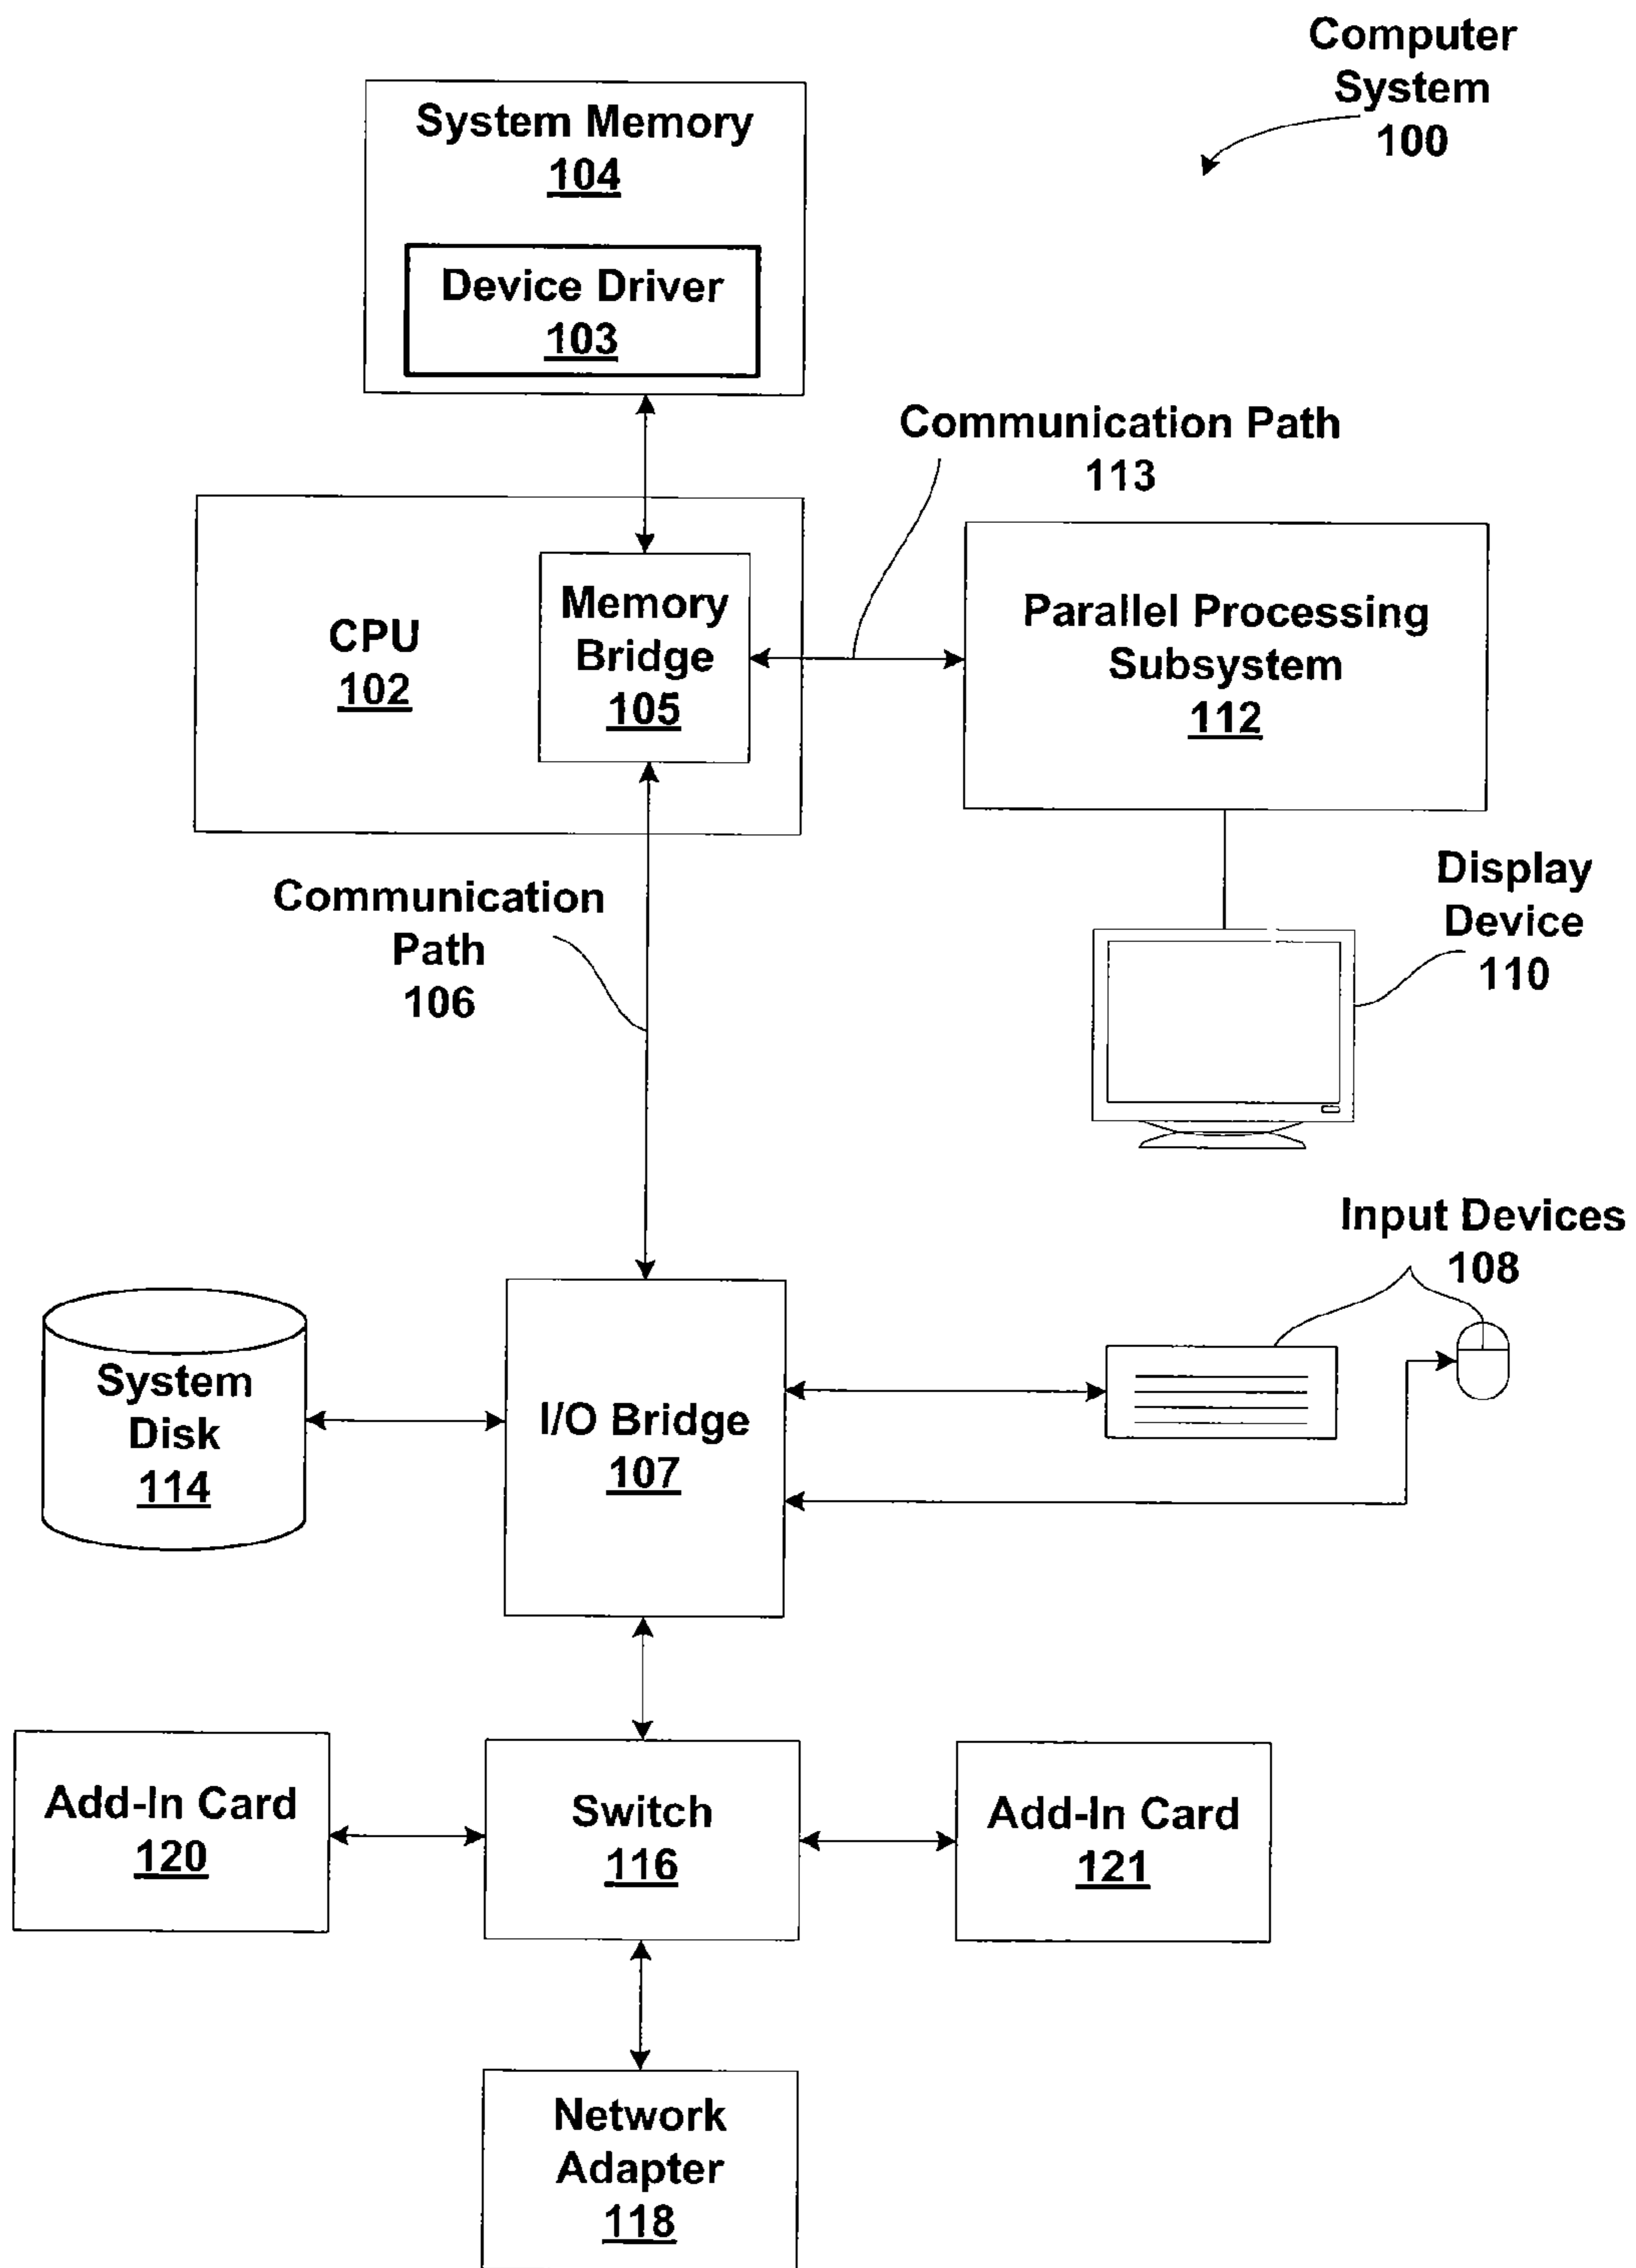 Computer
System
100
System Memory
104
Device Driver
103
Communication Path
113
CPU
102
Memory
Bridge
105
Parallel Processing
Subsystem
112
Communication
Path
106
Display
Device
110
Input Devices
108
System
Disk
114
I/O Bridge
107
Add-In Card
120
Switch
116
Add-In Card
121
Network
Adapter
118